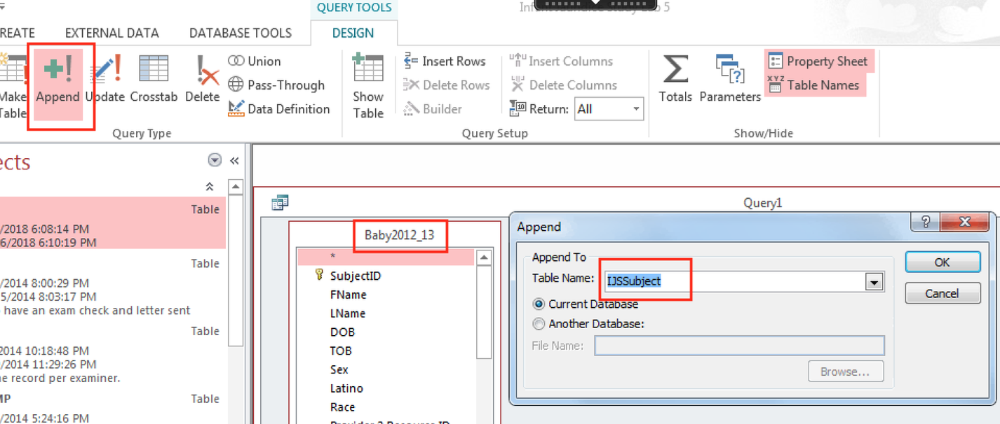 QUERY TOOLS
Lab 5
REATE EXTERNAL DATA DATABASE TOOLS DESIGN
Make Table
Append
Update
Crosstab
Delete
Union
Pass-Through
Data Definition
Query Type
Show Table
Insert Rows
Delete Rows
Builder
Insert Columns
Delete Columns
Return: All
Query Setup
Totals
Parameters
Property Sheet
XYZ
Table Names
Show/Hide
ects
Table
/2018 6:08:14 PM
6/2018 6:10:19 PM
Table
/2014 8:00:29 PM
5/2014 8:03:17 PM
have an exam check and letter sent
Table
2014 10:18:48 PM
/2014 11:29:26 PM
ne record per examiner.
MP Table
/2014 5:24:16 PM
Query1
Baby2012_13
*
SubjectID
FName
LName
DOB
TOB
Sex
Latino
Race
Append
Append To
Table Name: IJSSubject
Current Database
Another Database:
File Name:
Browse...
OK
Cancel